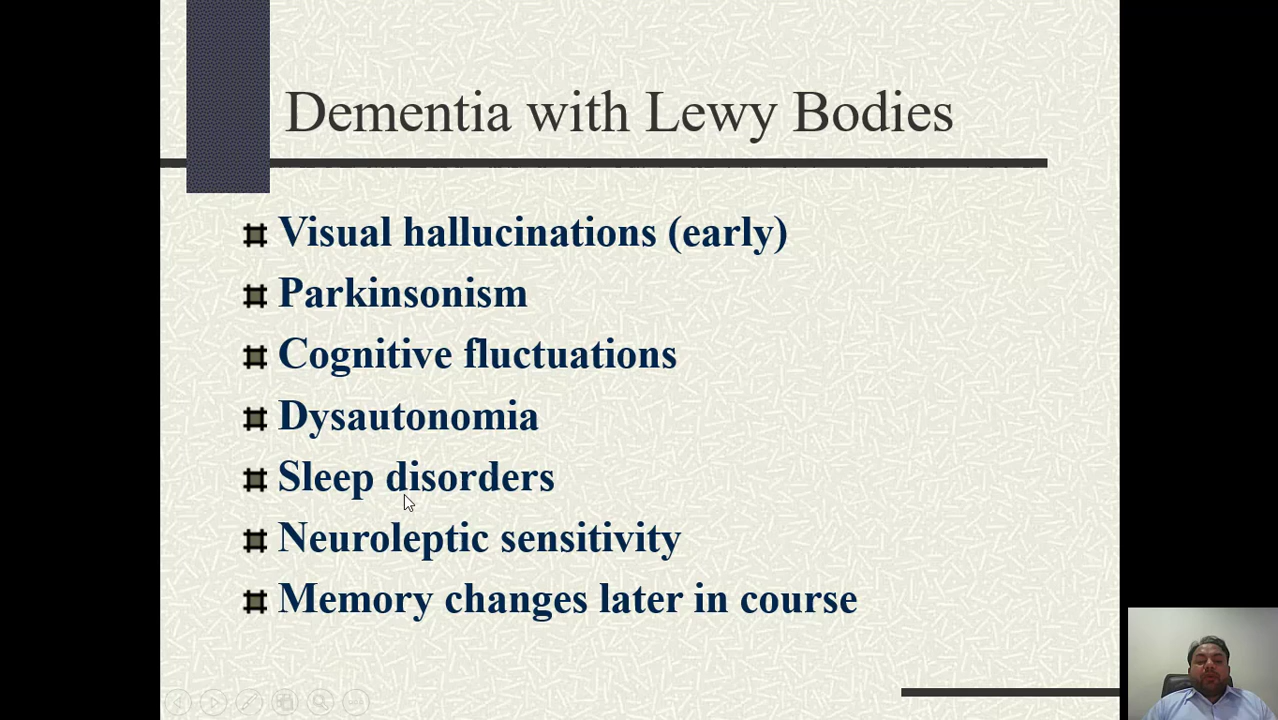 Dementia with Lewy Bodies
Visual hallucinations (early)
Parkinsonism
Cognitive fluctuations
Dysautonomia
Sleep disorders
Neuroleptic sensitivity
Memory changes later in course